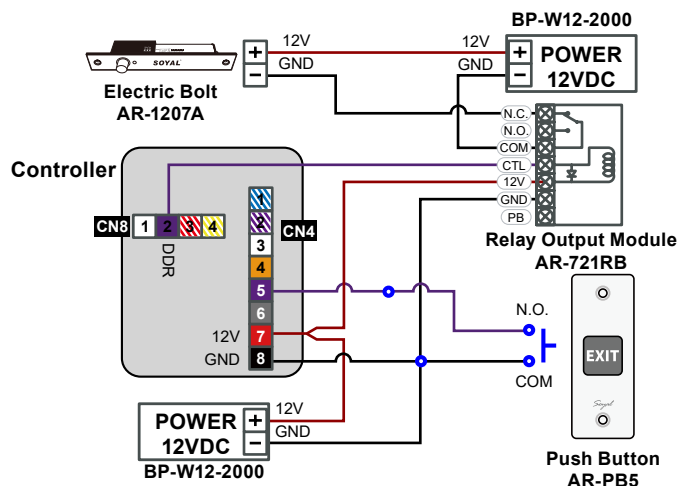 BP-W12-2000
12V
12V
+
+
POWER
12VDC
SOYAL
GND
GND
−
−
Electric Bolt
AR-1207A
N.C.
N.O.
COM
CTL
12V
GND
PB
Relay Output Module
AR-721RB
Controller
CN8
1
2
3
4
DDR
CN4
1
2
3
4
5
6
12V
7
GND
8
N.O.
COM
EXIT
Soyal
Push Button
AR-PB5
POWER
12VDC
+
−
12V
GND
BP-W12-2000